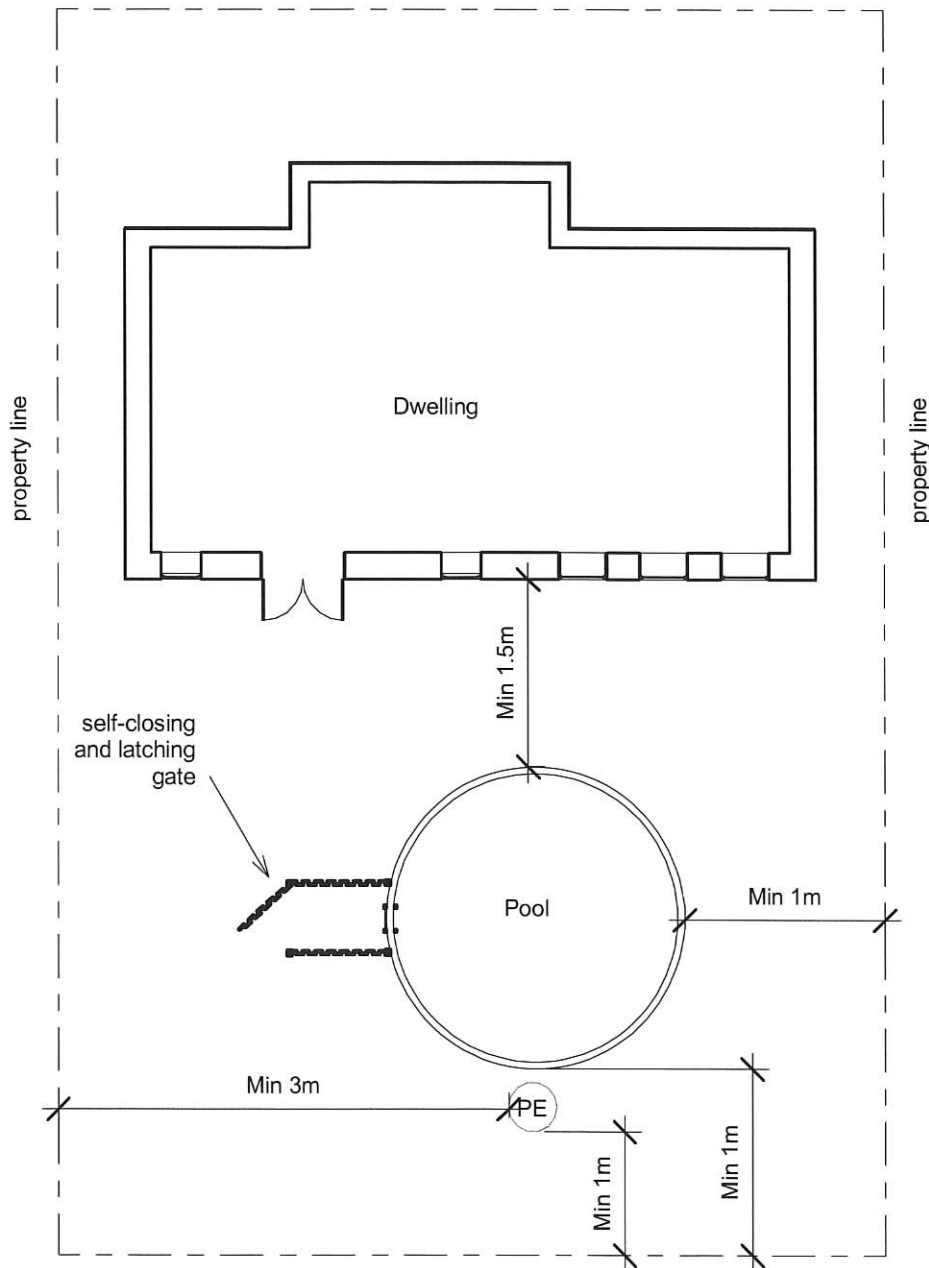 Dwelling
property line
property line
Min 1.5m
self-closing
and latching
gate
Pool
Min 1m
Min 3m
PE
Min 1m
Min 1m